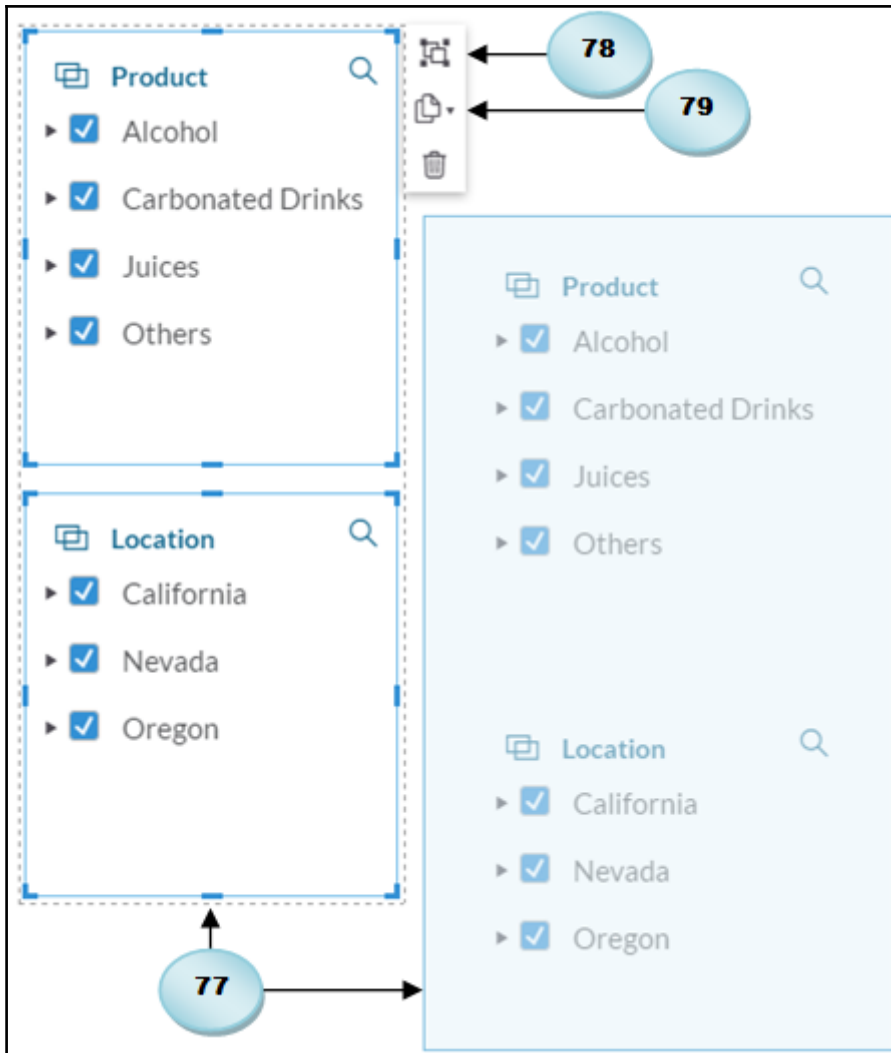 78
Product
79
Alcohol
Carbonated Drinks
Juices
Others
Product
Alcohol
Carbonated Drinks
Juices
Others
Location
California
Nevada
Oregon
Location
California
Nevada
Oregon
77